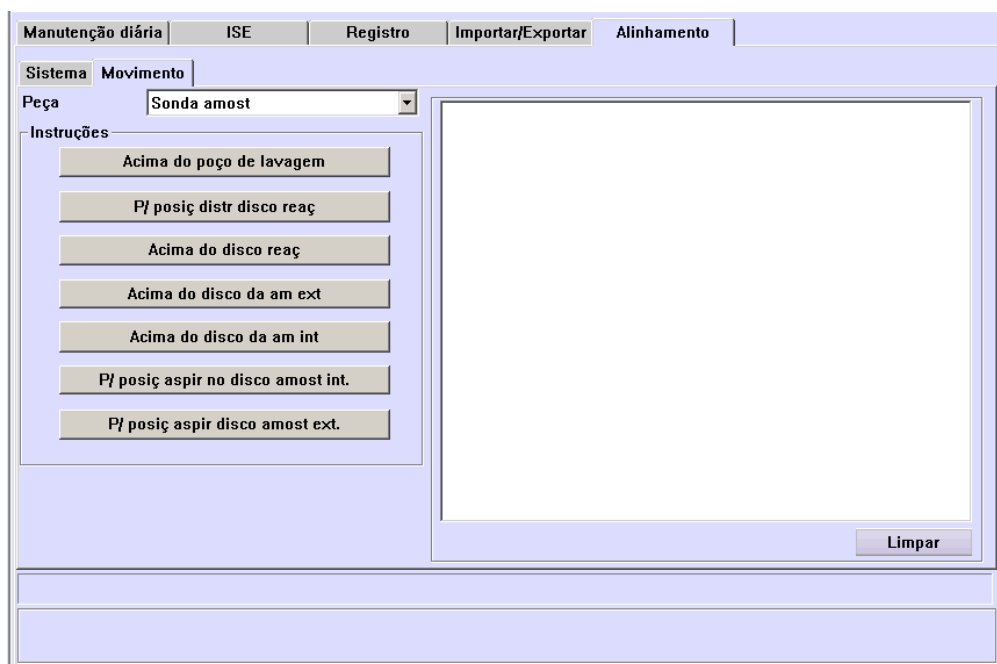 Manutenção diária ISE Registro Importar/Exportar Alinhamento
Sistema Movimento
Peça Sonda amost
Instruções
Acima do poço de lavagem
P/ posiç distr disco reaç
Acima do disco reaç
Acima do disco da am ext
Acima do disco da am int
P/ posiç aspir no disco amost int.
P/ posiç aspir disco amost ext.
Limpar